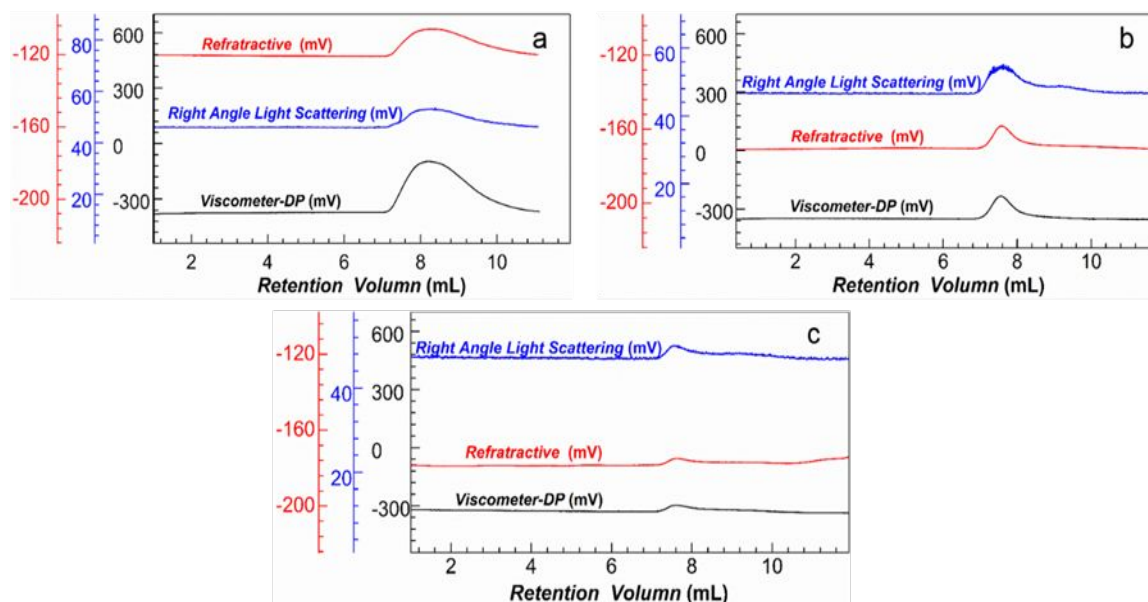 a
Refratractive (mV)
Right Angle Light Scattering (mV)
Viscometer-DP (mV)
-120
-160
-200
80
60
40
20
600
300
0
-300
2 4 6 8 10
Retention Volumn (mL)
b
Right Angle Light Scattering (mV)
Refratractive (mV)
Viscometer-DP (mV)
-120
-160
-200
60
40
20
600
300
0
-300
2 4 6 8 10
Retention Volumn (mL)
c
Right Angle Light Scattering (mV)
Refratractive (mV)
Viscometer-DP (mV)
-120
-160
-200
40
20
600
300
0
-300
2 4 6 8 10
Retention Volumn (mL)